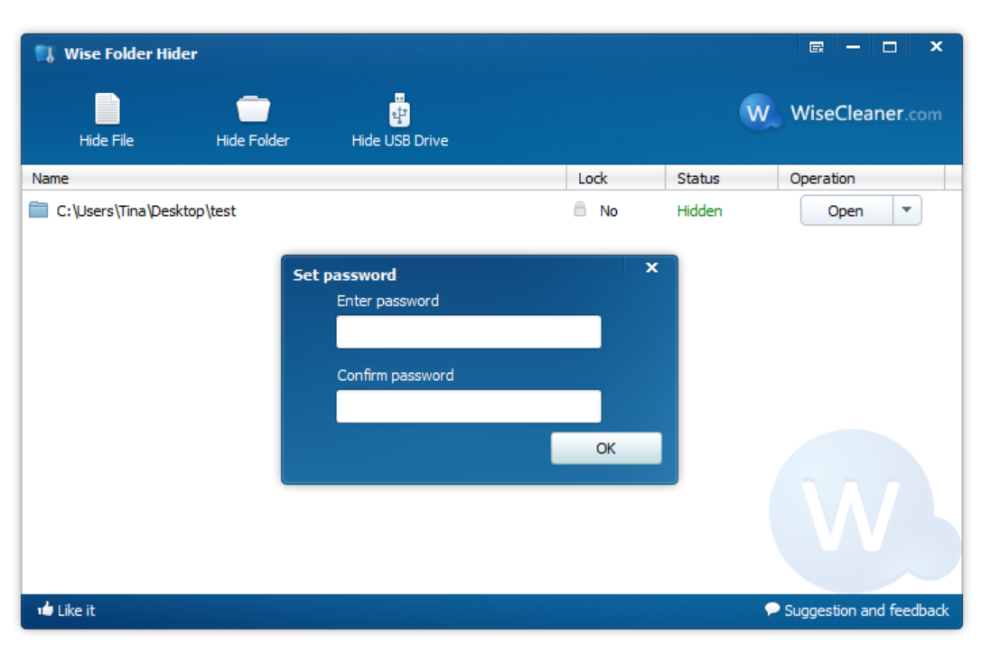 Wise Folder Hider
Hide File Hide Folder Hide USB Drive W WiseCleaner.com
Name Lock Status Operation
C:\Users\Tina\Desktop\test No Hidden Open
Set password
Enter password
Confirm password
OK
W
Like it Suggestion and feedback